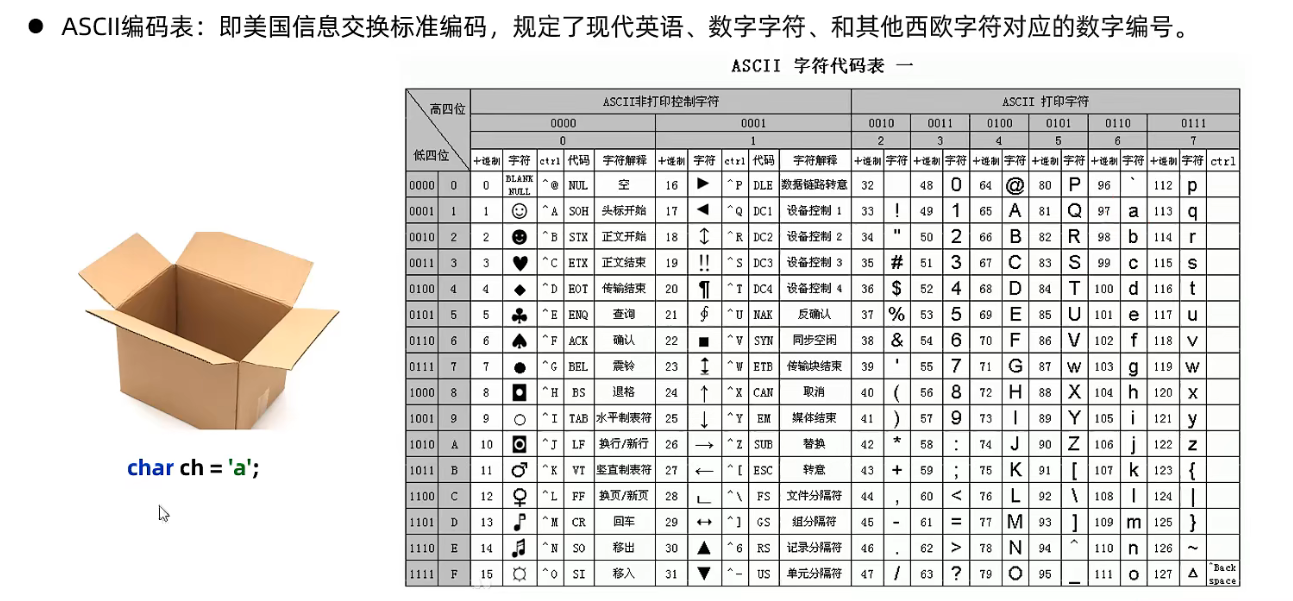 ● ASCII编码表：即美国信息交换标准编码，规定了现代英语、数字字符、和其他西欧字符对应的数字编号。
ASCII 字符代码表 一
高四位 ASCII非打印控制字符 ASCII 打印字符
0000 0001 0010 0011 0100 0101 0110 0111
0 1 2 3 4 5 6 7
低四位 十进制 字符 ctrl 代码 字符解释 十进制 字符 ctrl 代码 字符解释 十进制 字符 十进制 字符 十进制 字符 十进制 字符 十进制 字符 十进制 字符 ctrl
0000 0 0 BLANK NULL ^@ NUL 空 16 ► ^P DLE 数据链路转意 32 48 0 64 @ 80 P 96 ` 112 p
0001 1 1 ☺ ^A SOH 头标开始 17 ◄ ^Q DC1 设备控制 1 33 ! 49 1 65 A 81 Q 97 a 113 q
0010 2 2 ☻ ^B STX 正文开始 18 ↕ ^R DC2 设备控制 2 34 " 50 2 66 B 82 R 98 b 114 r
0011 3 3 ♥ ^C ETX 正文结束 19 ‼ ^S DC3 设备控制 3 35 # 51 3 67 C 83 S 99 c 115 s
0100 4 4 ♦ ^D EOT 传输结束 20 ¶ ^T DC4 设备控制 4 36 $ 52 4 68 D 84 T 100 d 116 t
0101 5 5 ♣ ^E ENQ 查询 21 ∮ ^U NAK 反确认 37 % 53 5 69 E 85 U 101 e 117 u
0110 6 6 ♠ ^F ACK 确认 22 ■ ^V SYN 同步空闲 38 & 54 6 70 F 86 V 102 f 118 v
0111 7 7 ● ^G BEL 震铃 23 ↨ ^W ETB 传输块结束 39 ' 55 7 71 G 87 w 103 g 119 w
1000 8 8 ◘ ^H BS 退格 24 ↑ ^X CAN 取消 40 ( 56 8 72 H 88 X 104 h 120 x
1001 9 9 ○ ^I TAB 水平制表符 25 ↓ ^Y EM 媒体结束 41 ) 57 9 73 I 89 Y 105 i 121 y
1010 A 10 ◙ ^J LF 换行/新行 26 → ^Z SUB 替换 42 * 58 : 74 J 90 Z 106 j 122 z
1011 B 11 ♂ ^K VT 竖直制表符 27 ← ^[ ESC 转意 43 + 59 ; 75 K 91 [ 107 k 123 {
1100 C 12 ♀ ^L FF 换页/新页 28 ∟ ^\ FS 文件分隔符 44 , 60 < 76 L 92 \ 108 l 124 |
1101 D 13 ♪ ^M CR 回车 29 ↔ ^] GS 组分隔符 45 - 61 = 77 M 93 ] 109 m 125 }
1110 E 14 ♫ ^N SO 移出 30 ▲ ^6 RS 记录分隔符 46 . 62 > 78 N 94 ^ 110 n 126 ~
1111 F 15 ☼ ^O SI 移入 31 ▼ ^- US 单元分隔符 47 / 63 ? 79 O 95 _ 111 o 127 Δ ^Back space
char ch = 'a';